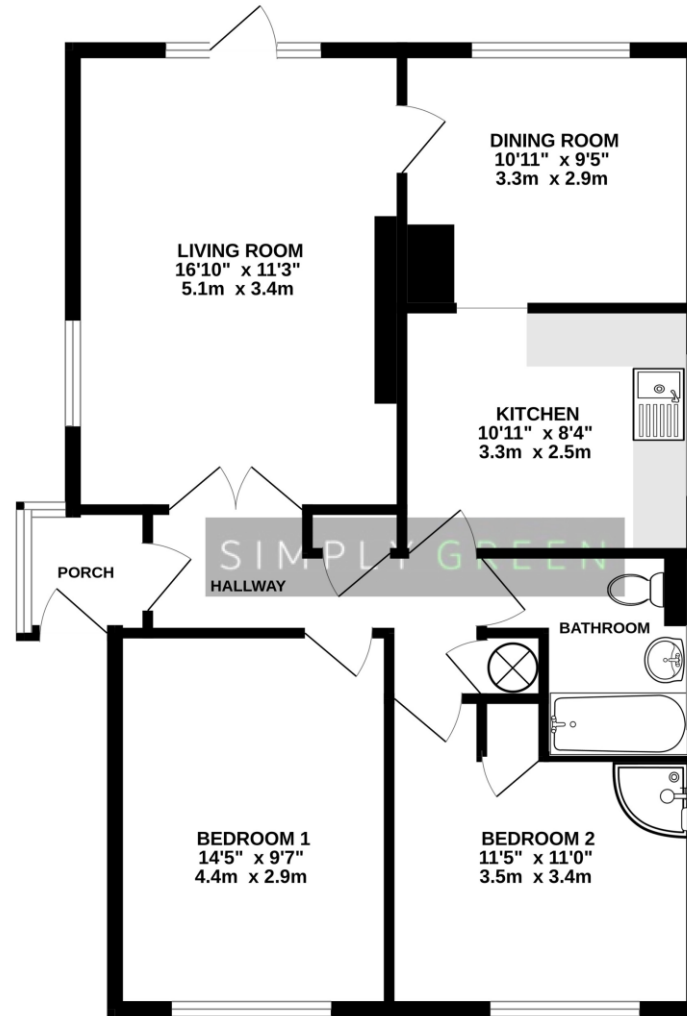 DINING ROOM
10'11" x 9'5"
3.3m x 2.9m
LIVING ROOM
16'10" x 11'3"
5.1m x 3.4m
KITCHEN
10'11" x 8'4"
3.3m x 2.5m
SIMPLY GREEN
PORCH
HALLWAY
BATHROOM
BEDROOM 1
14'5" x 9'7"
4.4m x 2.9m
BEDROOM 2
11'5" x 11'0"
3.5m x 3.4m